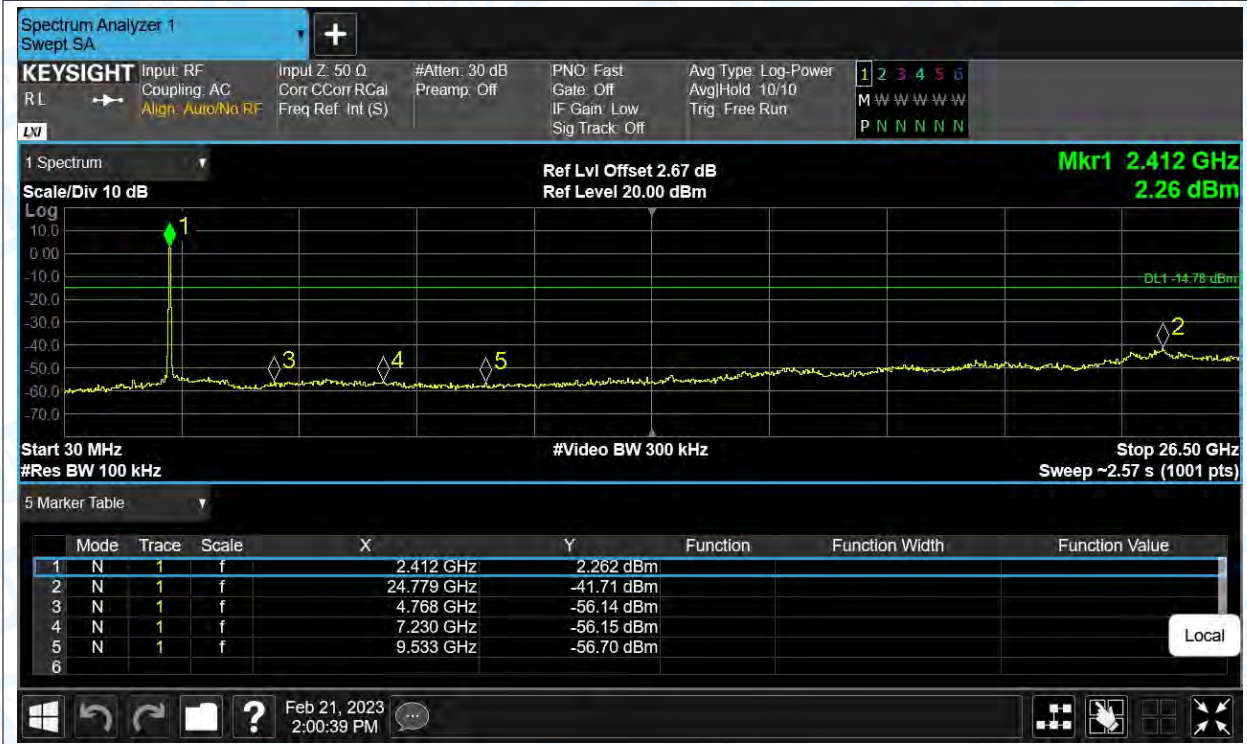 Spectrum Analyzer 1
Swept SA
+
KEYSIGHT
RL
LXI
Input: RF
Coupling: AC
Align: Auto/No RF
Input Z: 50 Ω
Corr CCorr RCal
Freq Ref: Int (S)
#Atten: 30 dB
Preamp: Off
PNO: Fast
Gate: Off
IF Gain: Low
Sig Track: Off
Avg Type: Log-Power
Avg|Hold: 10/10
Trig: Free Run
1 2 3 4 5 6
M W W W W W
P N N N N N
1 Spectrum
Scale/Div 10 dB
Ref Lvl Offset 2.67 dB
Ref Level 20.00 dBm
Mkr1 2.412 GHz
2.26 dBm
Log
10.0
0.00
-10.0
-20.0
-30.0
-40.0
-50.0
-60.0
-70.0
1
DL1 -14.78 dBm
2
3
4
5
Start 30 MHz
#Res BW 100 kHz
#Video BW 300 kHz
Stop 26.50 GHz
Sweep ~2.57 s (1001 pts)
5 Marker Table
Mode Trace Scale X Y Function Function Width Function Value
1 N 1 f 2.412 GHz 2.262 dBm
2 N 1 f 24.779 GHz -41.71 dBm
3 N 1 f 4.768 GHz -56.14 dBm
4 N 1 f 7.230 GHz -56.15 dBm
5 N 1 f 9.533 GHz -56.70 dBm
6
Local
?
Feb 21, 2023
2:00:39 PM